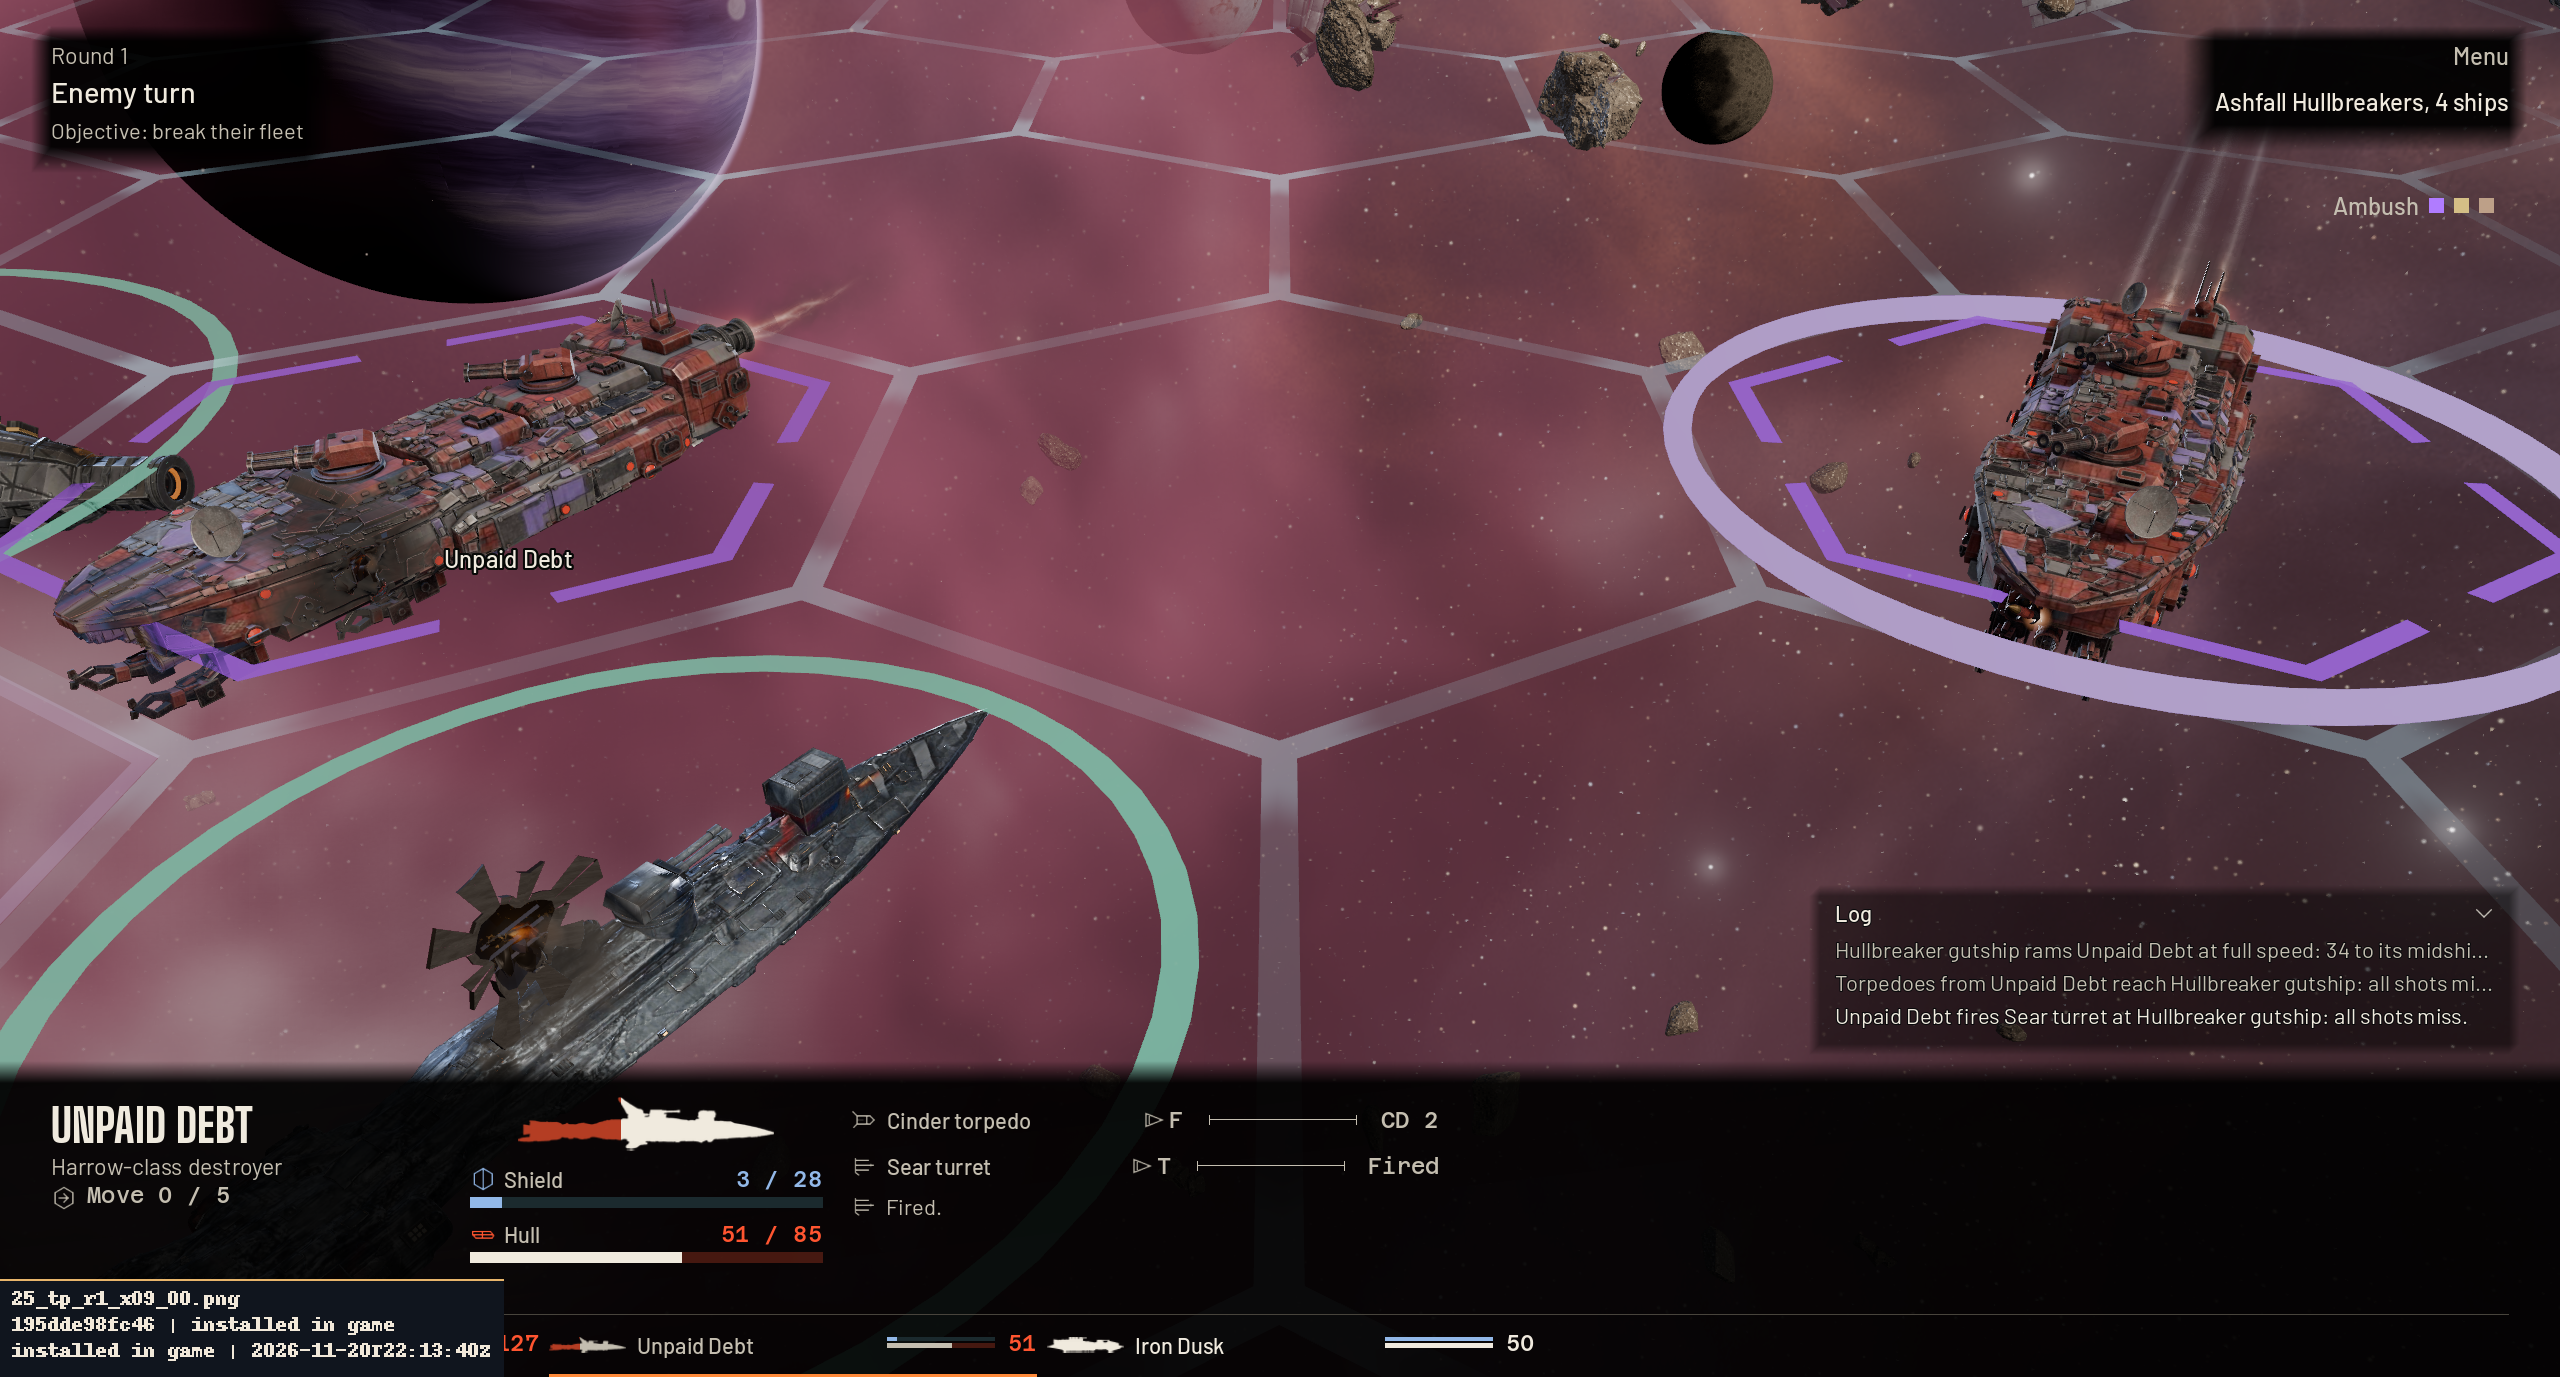 Round 1
Enemy turn
Objective: break their fleet
Menu
Ashfall Hullbreakers, 4 ships
Ambush
Unpaid Debt
Log
Hullbreaker gutship rams Unpaid Debt at full speed: 34 to its midshi...
Torpedoes from Unpaid Debt reach Hullbreaker gutship: all shots mi...
Unpaid Debt fires Sear turret at Hullbreaker gutship: all shots miss.
UNPAID DEBT
Harrow-class destroyer
Move 0 / 5
Shield 3 / 28
Hull 51 / 85
Cinder torpedo F CD 2
Sear turret T Fired
Fired.
25_tp_r1_x09_00.png
195dde98fc46 | installed in game
installed in game | 2026-11-20T22:13:40Z
127 Unpaid Debt 51 Iron Dusk 50